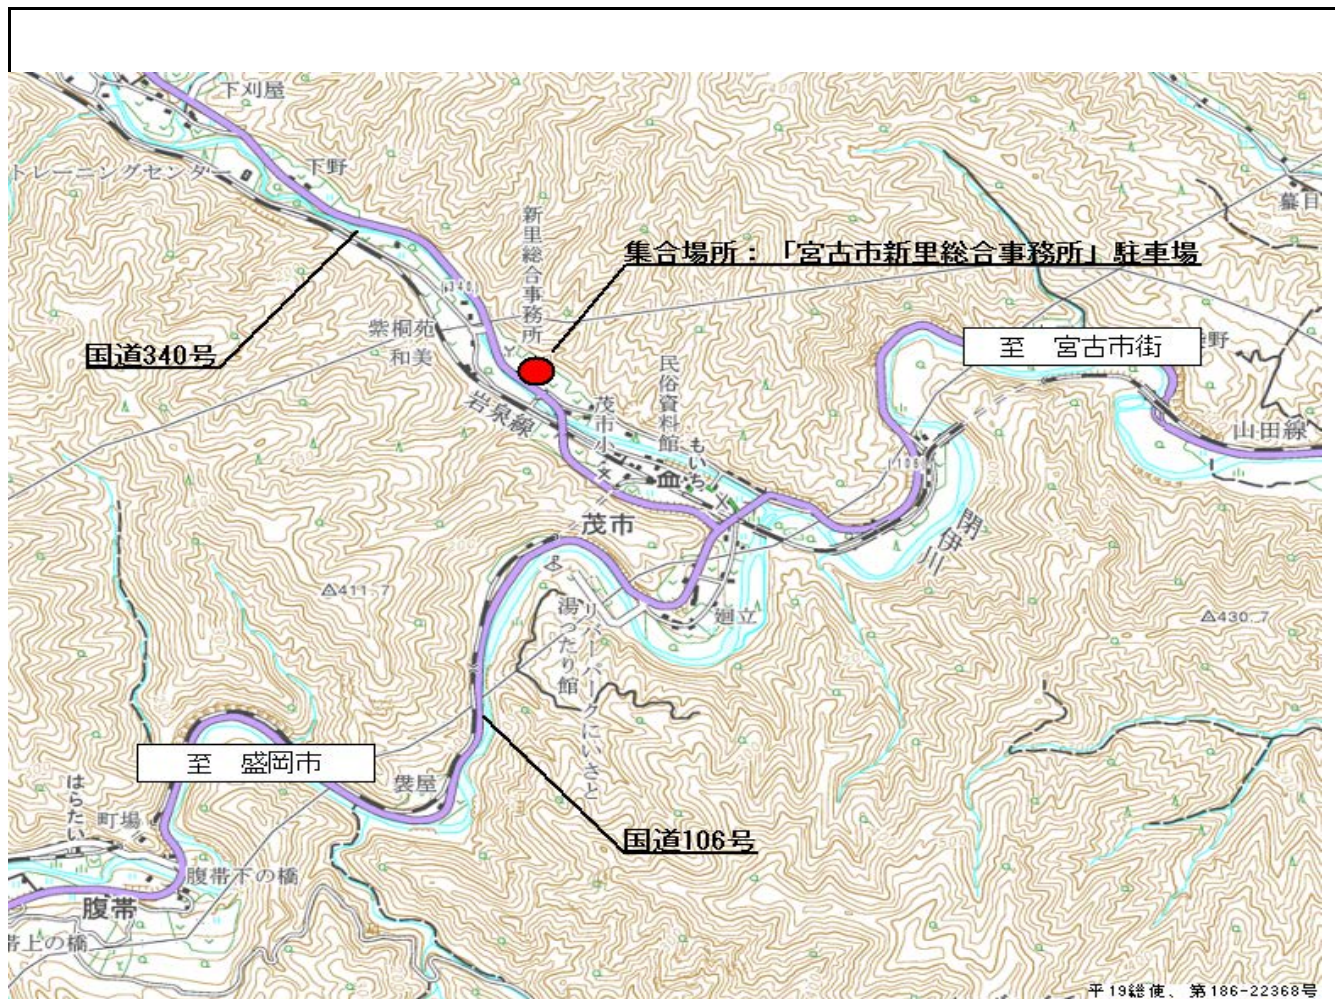 下刈屋
トレーニングセンター
下野
新里総合事務所
蟇目
集合場所：「宮古市新里総合事務所」駐車場
(340)
国道340号
紫桐苑
和美
至　宮古市街
民俗資料館
岩泉線
茂市小
もいち
山田線
(106)
閉伊川
茂市
411.7
廻立
430.7
リバーパークにいさと
湯ったり館
至　盛岡市
はらたい
町場
袰屋
国道106号
腹帯下の橋
腹帯
帯上の橋
平19総使、第186-22368号